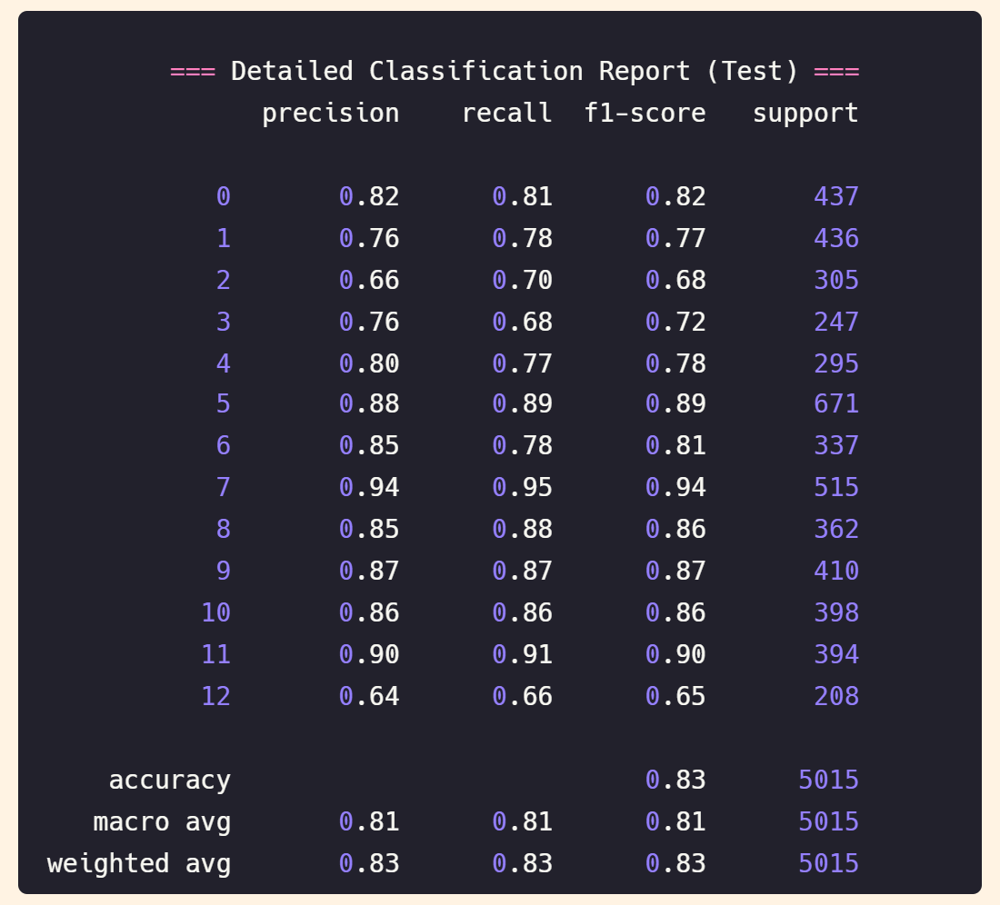 === Detailed Classification Report (Test) ===
precision recall f1-score support
0 0.82 0.81 0.82 437
1 0.76 0.78 0.77 436
2 0.66 0.70 0.68 305
3 0.76 0.68 0.72 247
4 0.80 0.77 0.78 295
5 0.88 0.89 0.89 671
6 0.85 0.78 0.81 337
7 0.94 0.95 0.94 515
8 0.85 0.88 0.86 362
9 0.87 0.87 0.87 410
10 0.86 0.86 0.86 398
11 0.90 0.91 0.90 394
12 0.64 0.66 0.65 208
accuracy 0.83 5015
macro avg 0.81 0.81 0.81 5015
weighted avg 0.83 0.83 0.83 5015